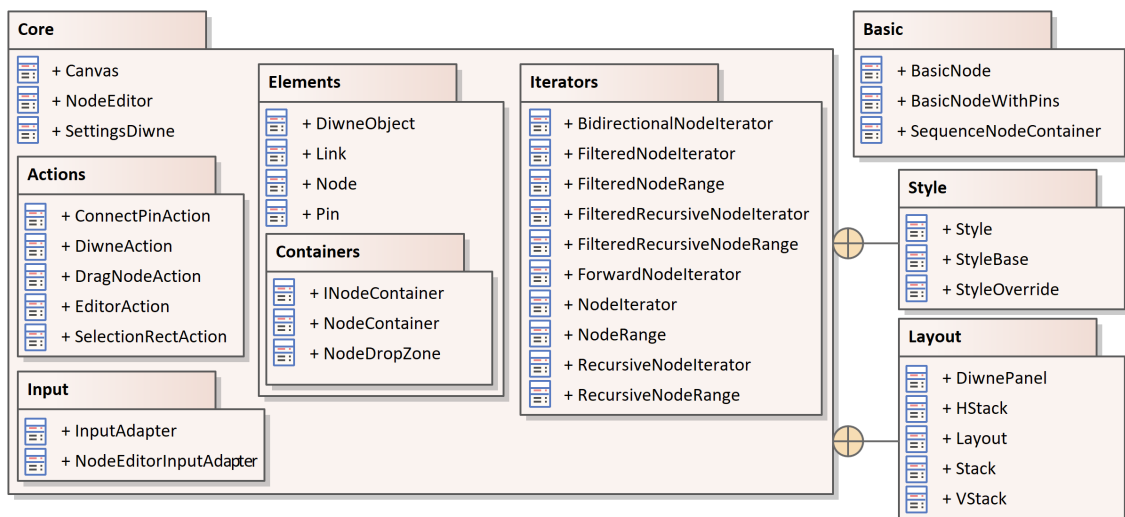 Core
+ Canvas
+ NodeEditor
+ SettingsDiwne
Actions
+ ConnectPinAction
+ DiwneAction
+ DragNodeAction
+ EditorAction
+ SelectionRectAction
Input
+ InputAdapter
+ NodeEditorInputAdapter
Elements
+ DiwneObject
+ Link
+ Node
+ Pin
Containers
+ INodeContainer
+ NodeContainer
+ NodeDropZone
Iterators
+ BidirectionalNodeIterator
+ FilteredNodeIterator
+ FilteredNodeRange
+ FilteredRecursiveNodeIterator
+ FilteredRecursiveNodeRange
+ ForwardNodeIterator
+ NodeIterator
+ NodeRange
+ RecursiveNodeIterator
+ RecursiveNodeRange
Basic
+ BasicNode
+ BasicNodeWithPins
+ SequenceNodeContainer
Style
+ Style
+ StyleBase
+ StyleOverride
Layout
+ DiwnePanel
+ HStack
+ Layout
+ Stack
+ VStack